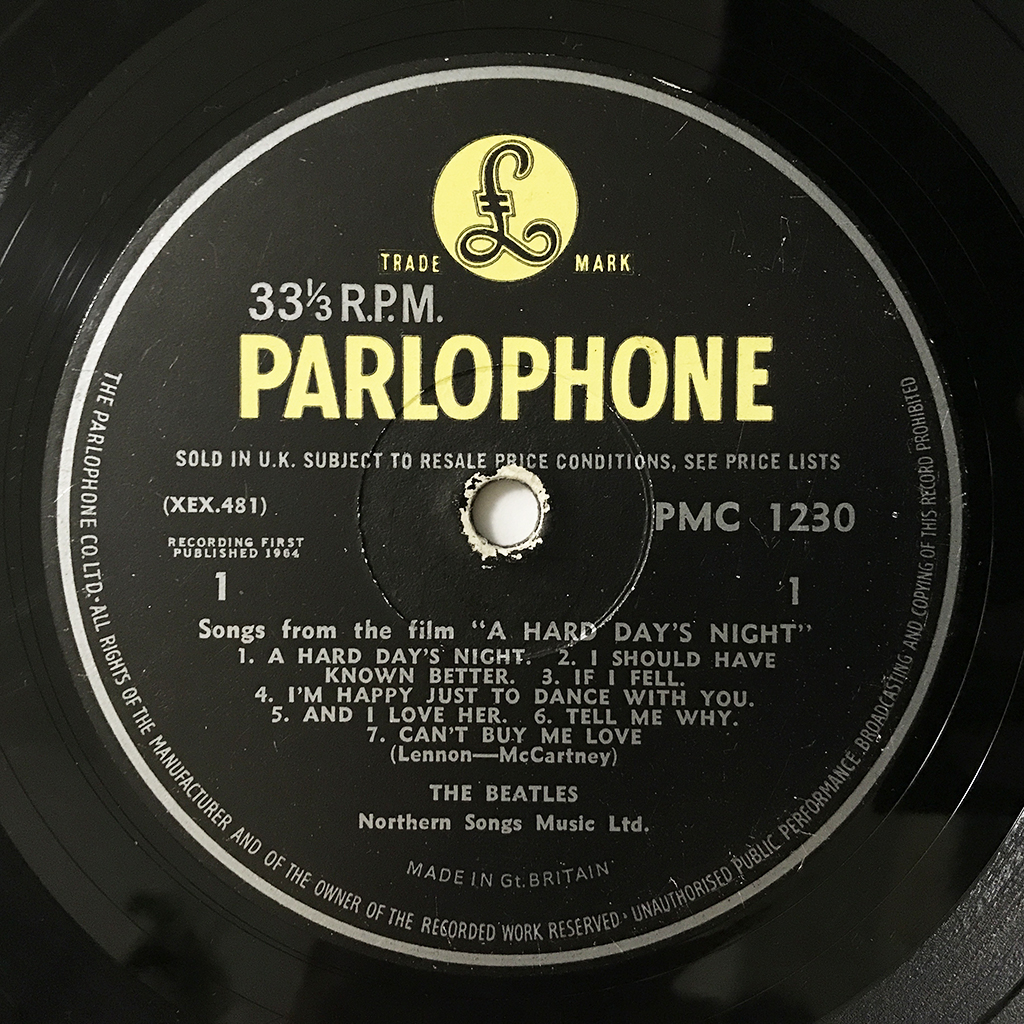 £
TRADE MARK
33⅓ R.P.M.
PARLOPHONE
SOLD IN U.K. SUBJECT TO RESALE PRICE CONDITIONS, SEE PRICE LISTS
(XEX.481)
PMC 1230
RECORDING FIRST
PUBLISHED 1964
1 1
Songs from the film "A HARD DAY'S NIGHT"
1. A HARD DAY'S NIGHT. 2. I SHOULD HAVE
KNOWN BETTER. 3. IF I FELL.
4. I'M HAPPY JUST TO DANCE WITH YOU.
5. AND I LOVE HER. 6. TELL ME WHY.
7. CAN'T BUY ME LOVE
(Lennon—McCartney)
THE BEATLES
Northern Songs Music Ltd.
MADE IN Gt. BRITAIN
THE PARLOPHONE CO. LTD. · ALL RIGHTS OF THE MANUFACTURER AND OF THE OWNER OF THE RECORDED WORK RESERVED · UNAUTHORISED PUBLIC PERFORMANCE BROADCASTING AND COPYING OF THIS RECORD PROHIBITED